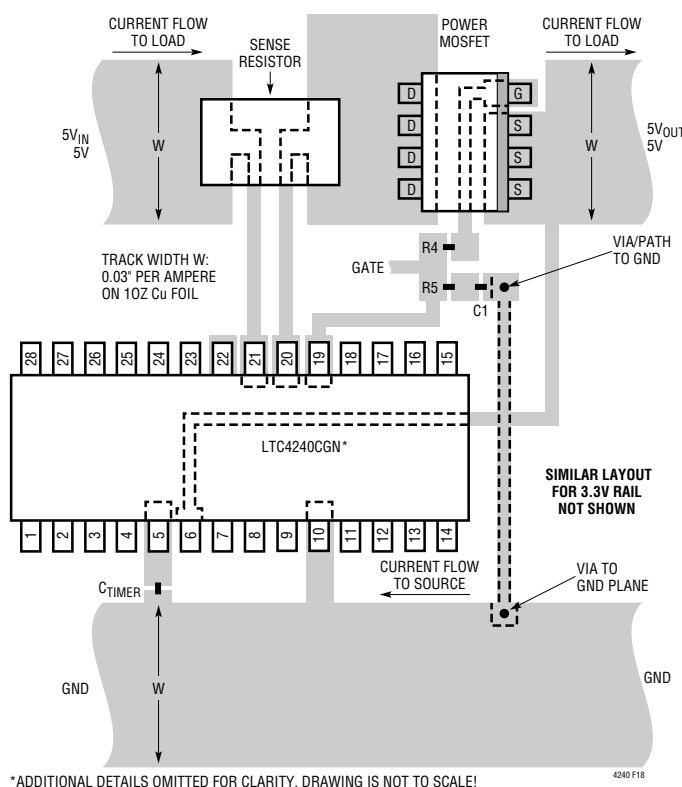 CURRENT FLOW
TO LOAD
SENSE
RESISTOR
POWER
MOSFET
CURRENT FLOW
TO LOAD
5VIN
5V
W
D
D
D
D
G
S
S
S
W
5VOUT
5V
TRACK WIDTH W:
0.03" PER AMPERE
ON 1OZ Cu FOIL
GATE
R4
R5
C1
VIA/PATH
TO GND
28
27
26
25
24
23
22
21
20
19
18
17
16
15
LTC4240CGN*
SIMILAR LAYOUT
FOR 3.3V RAIL
NOT SHOWN
1
2
3
4
5
6
7
8
9
10
11
12
13
14
CTIMER
CURRENT FLOW
TO SOURCE
VIA TO
GND PLANE
GND
W
GND
*ADDITIONAL DETAILS OMITTED FOR CLARITY. DRAWING IS NOT TO SCALE!
4240 F18